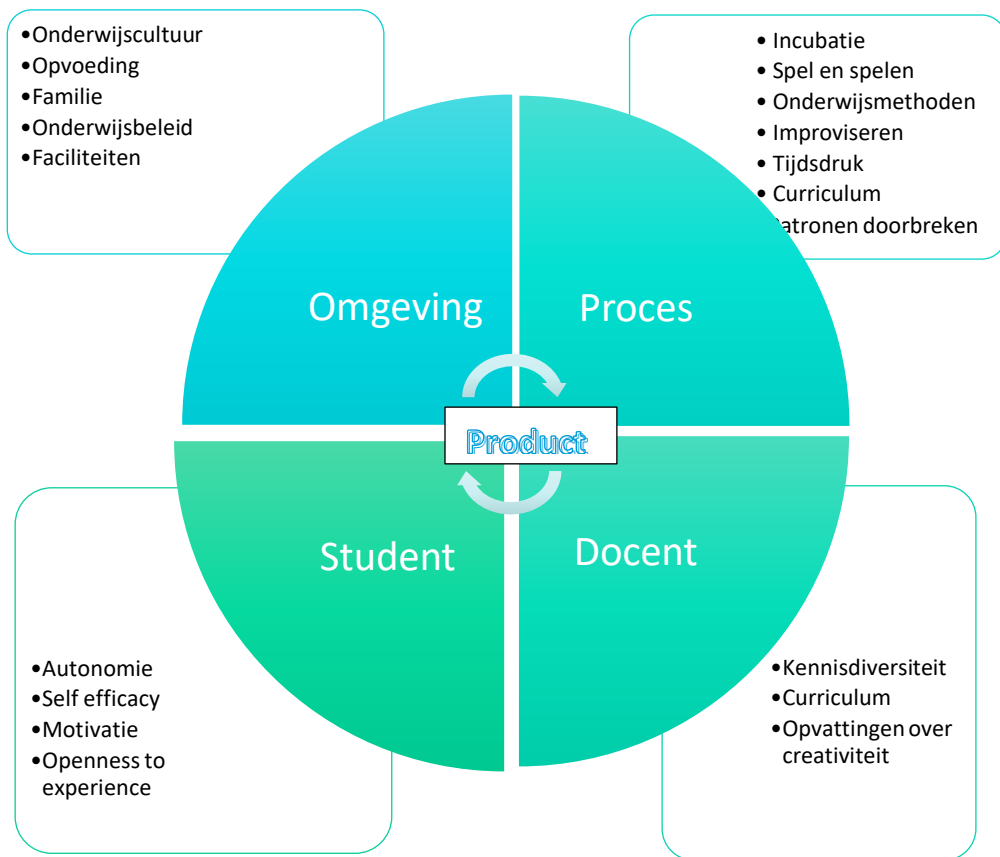 •Onderwijscultuur
•Opvoeding
•Familie
•Onderwijsbeleid
•Faciliteiten
• Incubatie
• Spel en spelen
• Onderwijsmethoden
• Improviseren
• Tijdsdruk
• Curriculum
atronen doorbreken
Omgeving
Proces
Product
Student
Docent
•Autonomie
•Self efficacy
•Motivatie
•Openness to
experience
•Kennisdiversiteit
•Curriculum
•Opvattingen over
creativiteit